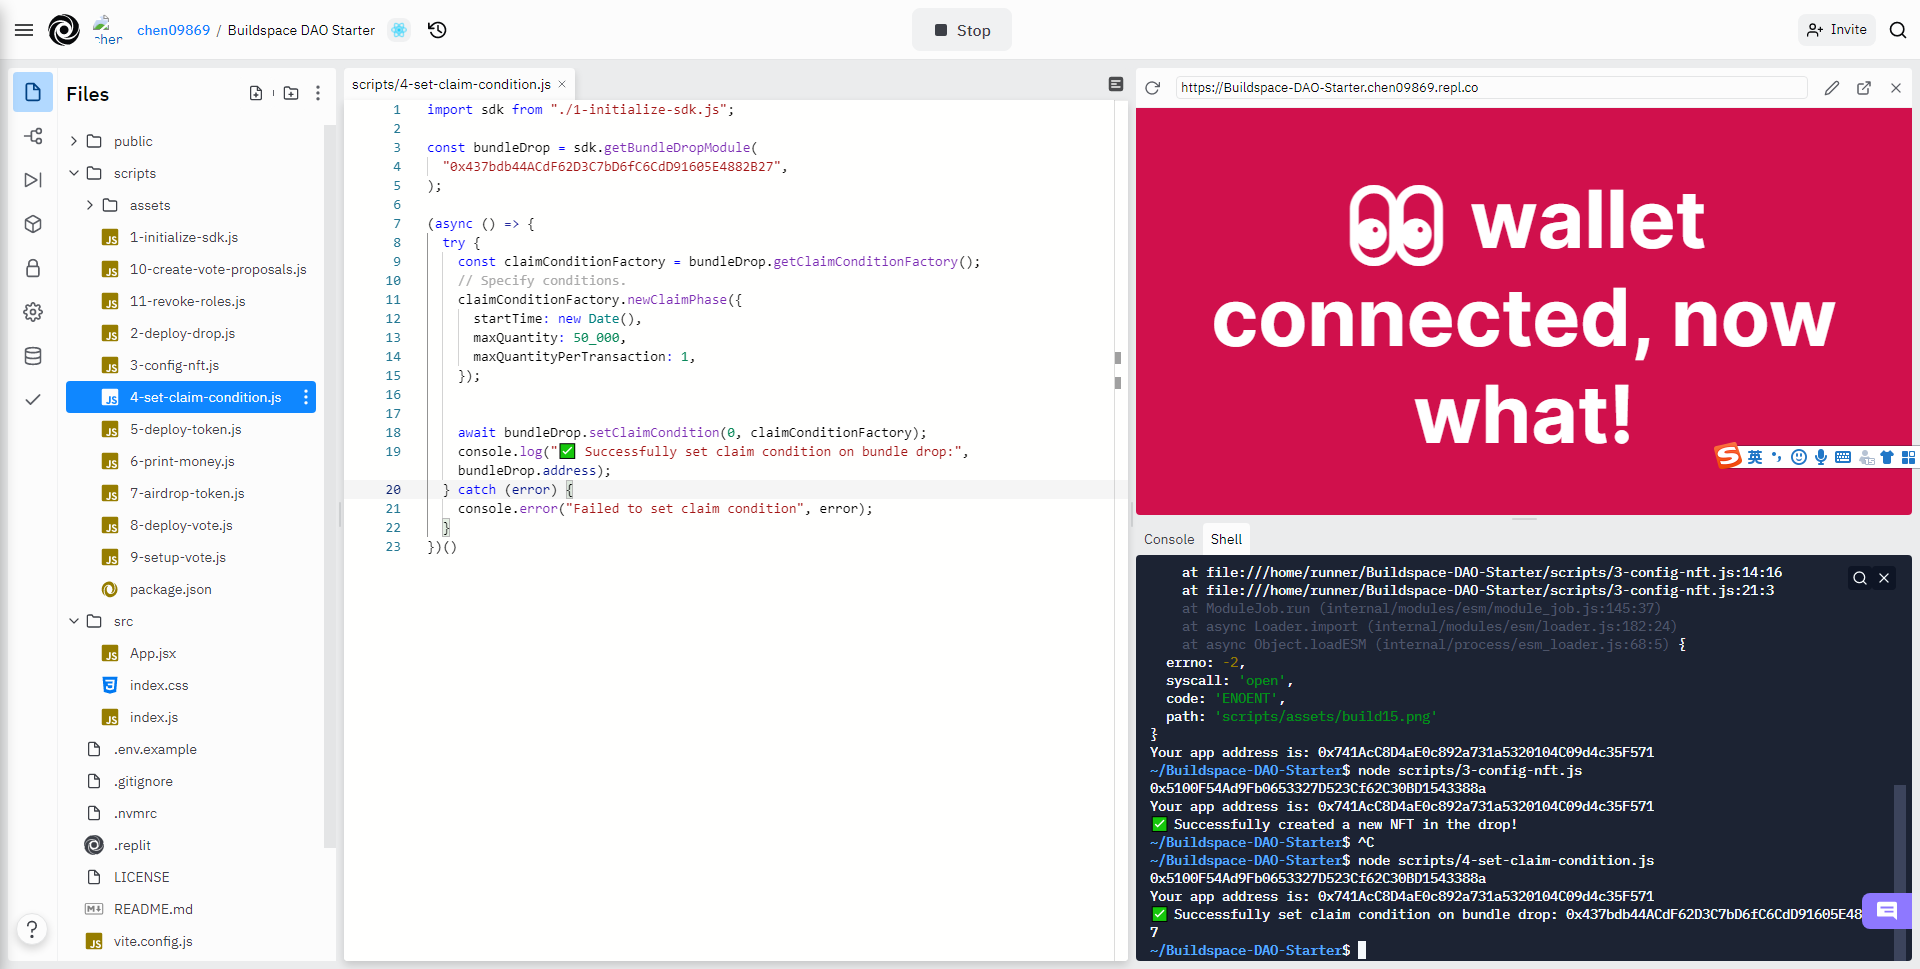 cher
chen09869 / Buildspace DAO Starter
Stop
Invite
Files
public
scripts
assets
1-initialize-sdk.js
10-create-vote-proposals.js
11-revoke-roles.js
2-deploy-drop.js
3-config-nft.js
4-set-claim-condition.js
5-deploy-token.js
6-print-money.js
7-airdrop-token.js
8-deploy-vote.js
9-setup-vote.js
package.json
src
App.jsx
index.css
index.js
.env.example
.gitignore
.nvmrc
.replit
LICENSE
README.md
vite.config.js
scripts/4-set-claim-condition.js ×
1 import sdk from "./1-initialize-sdk.js";
2
3 const bundleDrop = sdk.getBundleDropModule(
4 "0x437bdb44ACdF62D3C7bD6fC6CdD91605E4882B27",
5 );
6
7 (async () => {
8 try {
9 const claimConditionFactory = bundleDrop.getClaimConditionFactory();
10 // Specify conditions.
11 claimConditionFactory.newClaimPhase({
12 startTime: new Date(),
13 maxQuantity: 50_000,
14 maxQuantityPerTransaction: 1,
15 });
16
17
18 await bundleDrop.setClaimCondition(0, claimConditionFactory);
19 console.log("✅ Successfully set claim condition on bundle drop:",
bundleDrop.address);
20 } catch (error) {
21 console.error("Failed to set claim condition", error);
22 }
23 })()
https://Buildspace-DAO-Starter.chen09869.repl.co
👀 wallet
connected, now
what!
英
Console Shell
at file:///home/runner/Buildspace-DAO-Starter/scripts/3-config-nft.js:14:16
at file:///home/runner/Buildspace-DAO-Starter/scripts/3-config-nft.js:21:3
at ModuleJob.run (internal/modules/esm/module_job.js:145:37)
at async Loader.import (internal/modules/esm/loader.js:182:24)
at async Object.loadESM (internal/process/esm_loader.js:68:5) {
errno: -2,
syscall: 'open',
code: 'ENOENT',
path: 'scripts/assets/build15.png'
}
Your app address is: 0x741AcC8D4aE0c892a731a5320104C09d4c35F571
~/Buildspace-DAO-Starter$ node scripts/3-config-nft.js
0x5100F54Ad9Fb0653327D523Cf62C30BD1543388a
Your app address is: 0x741AcC8D4aE0c892a731a5320104C09d4c35F571
✅ Successfully created a new NFT in the drop!
~/Buildspace-DAO-Starter$ ^C
~/Buildspace-DAO-Starter$ node scripts/4-set-claim-condition.js
0x5100F54Ad9Fb0653327D523Cf62C30BD1543388a
Your app address is: 0x741AcC8D4aE0c892a731a5320104C09d4c35F571
✅ Successfully set claim condition on bundle drop: 0x437bdb44ACdF62D3C7bD6fC6CdD91605E48
7
~/Buildspace-DAO-Starter$